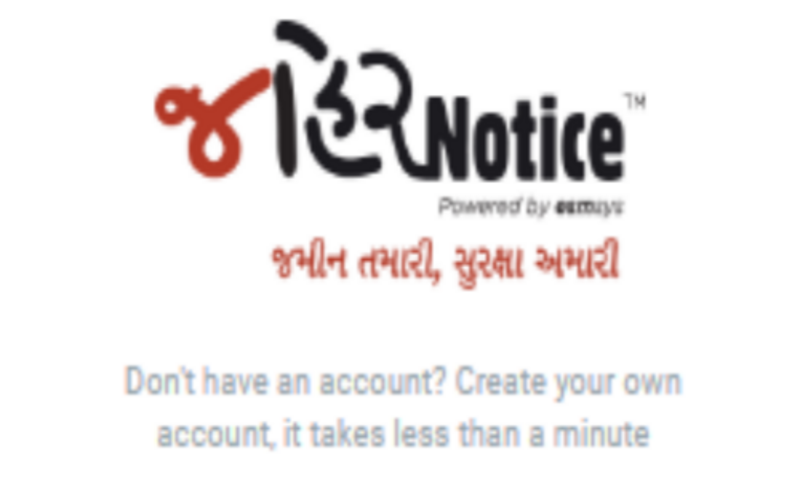 જાહિરNotice™
Powered by esmsys
જમીન તમારી, સુરક્ષા અમારી
Don't have an account? Create your own
account, it takes less than a minute